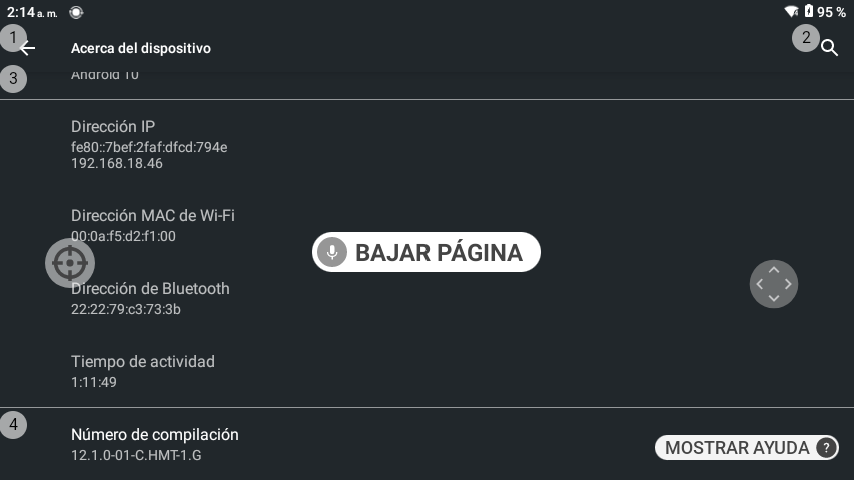 2:14 a. m.
95 %
1
Acerca del dispositivo
2
3
Android 10
Dirección IP
fe80::7bef:2faf:dfcd:794e
192.168.18.46
Dirección MAC de Wi-Fi
00:0a:f5:d2:f1:00
BAJAR PÁGINA
Dirección de Bluetooth
22:22:79:c3:73:3b
Tiempo de actividad
1:11:49
4
Número de compilación
12.1.0-01-C.HMT-1.G
MOSTRAR AYUDA ?